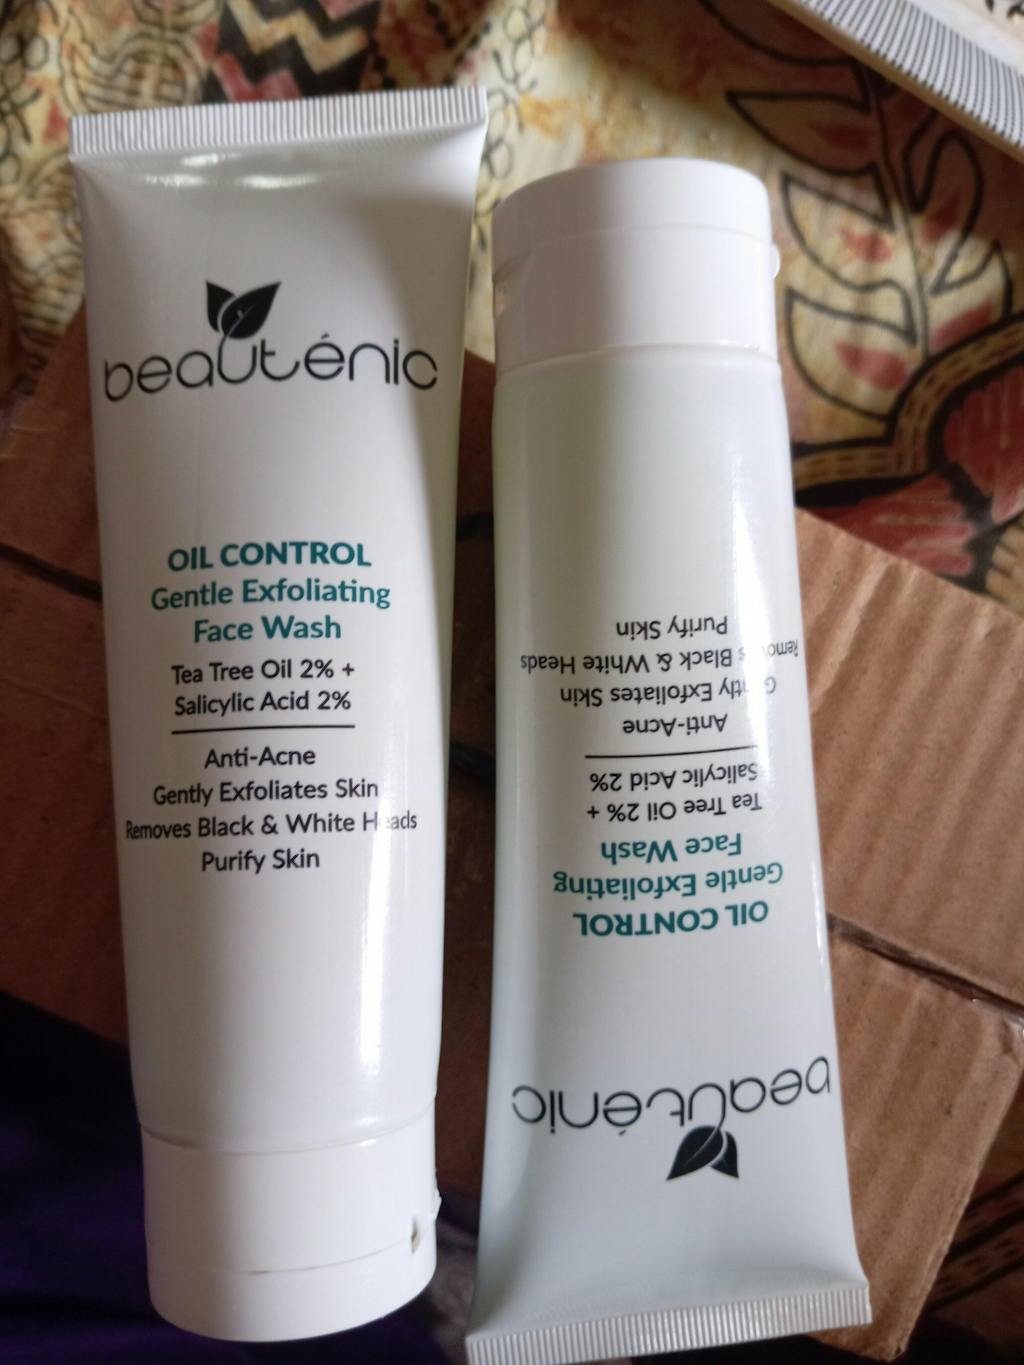 beauténic
OIL CONTROL
Gentle Exfoliating
Face Wash
Tea Tree Oil 2% +
Salicylic Acid 2%
Anti-Acne
Gently Exfoliates Skin
Removes Black & White Heads
Purify Skin
beauténic
OIL CONTROL
Gentle Exfoliating
Face Wash
Tea Tree Oil 2% +
Salicylic Acid 2%
Anti-Acne
Gently Exfoliates Skin
Removes Black & White Heads
Purify Skin